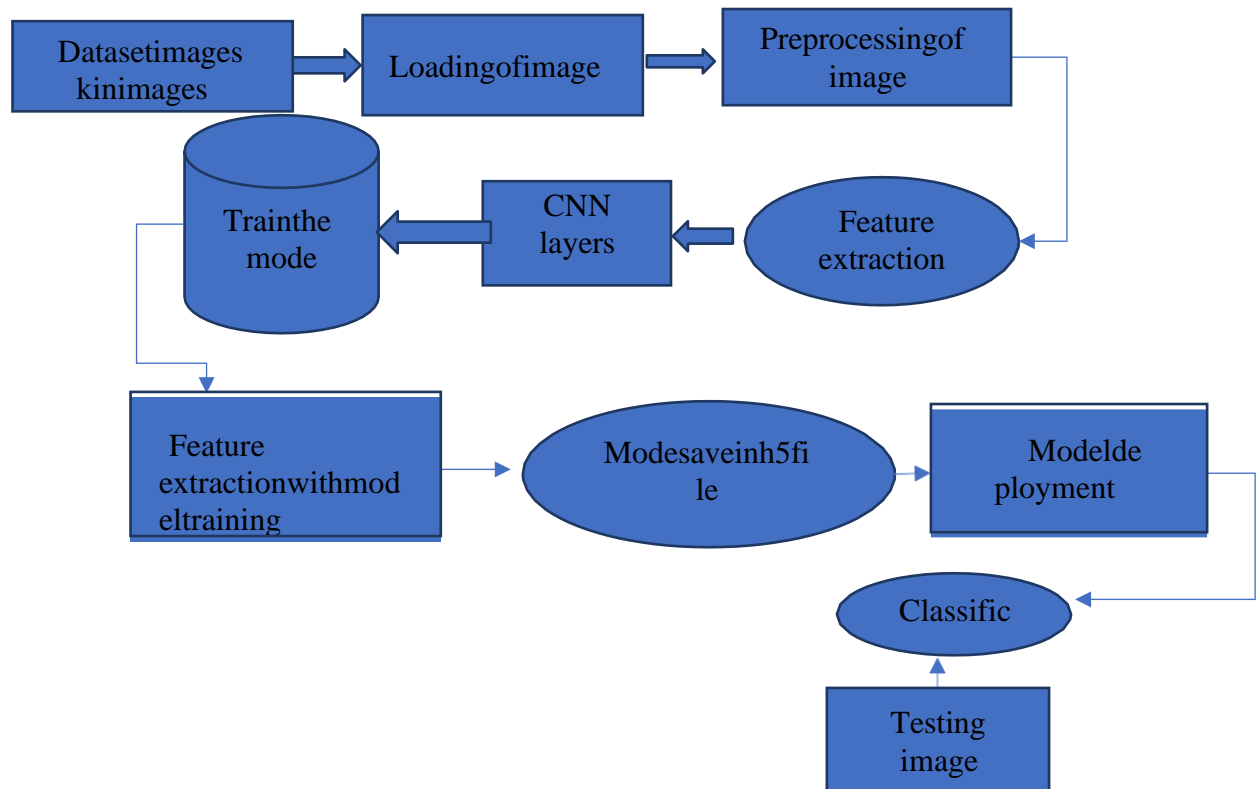 Datasetimages
kinimages
Loadingofimage
Preprocessingof
image
Feature
extraction
CNN
layers
Trainthe
mode
Feature
extractionwithmod
eltraining
Modesaveinh5fi
le
Modelde
ployment
Classific
Testing
image